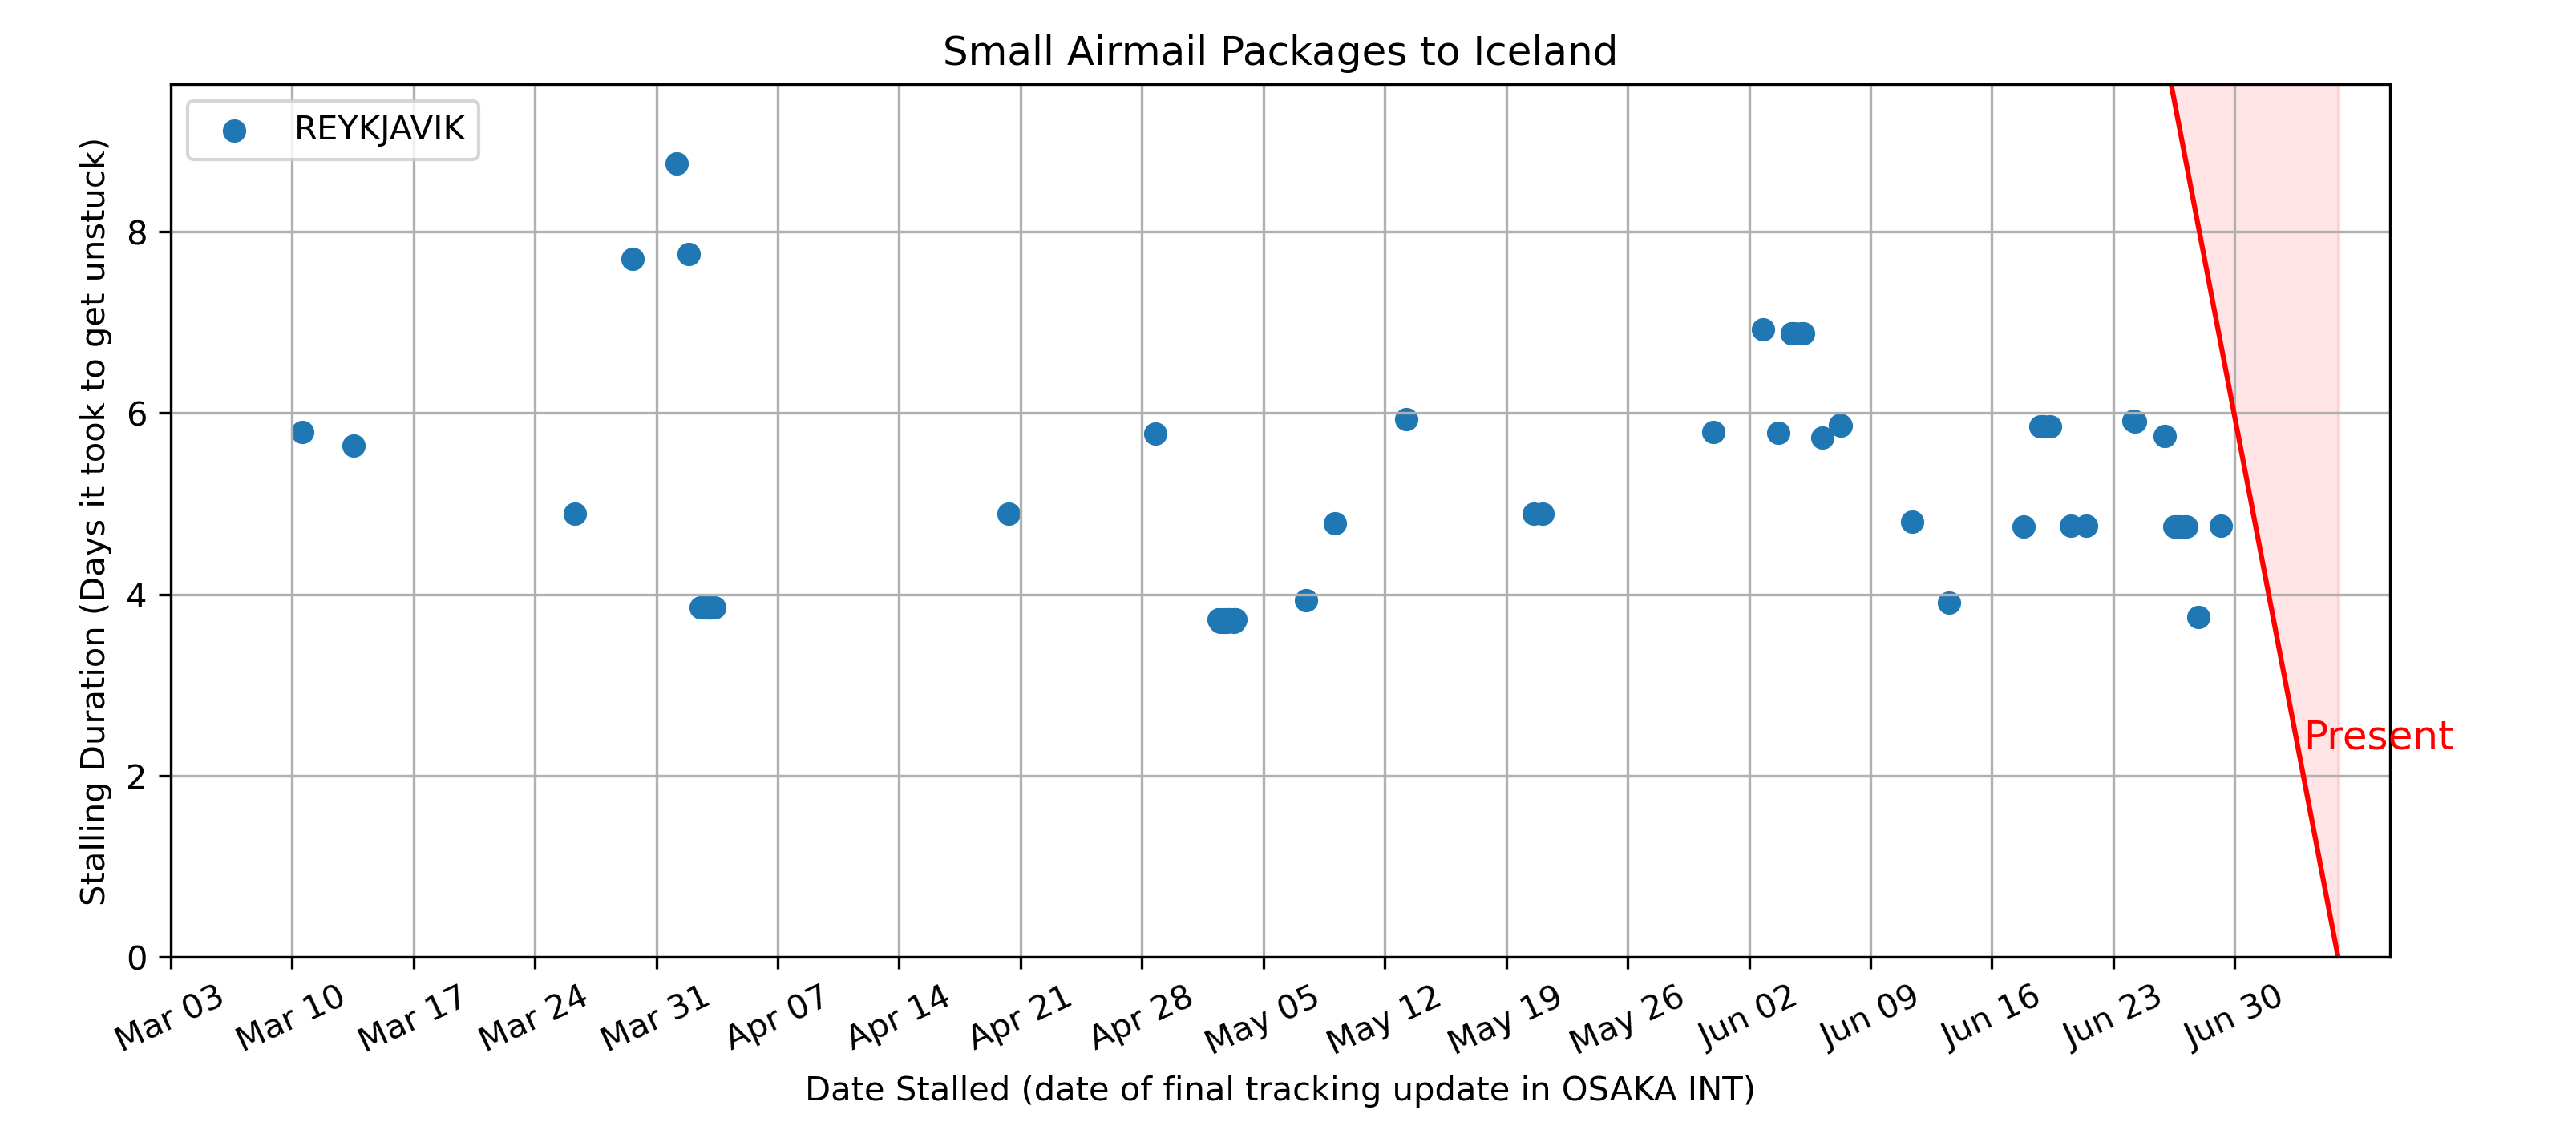 Small Airmail Packages to Iceland
REYKJAVIK
Stalling Duration (Days it took to get unstuck)
8
6
4
2
0
Present
Mar 03 Mar 10 Mar 17 Mar 24 Mar 31 Apr 07 Apr 14 Apr 21 Apr 28 May 05 May 12 May 19 May 26 Jun 02 Jun 09 Jun 16 Jun 23 Jun 30
Date Stalled (date of final tracking update in OSAKA INT)